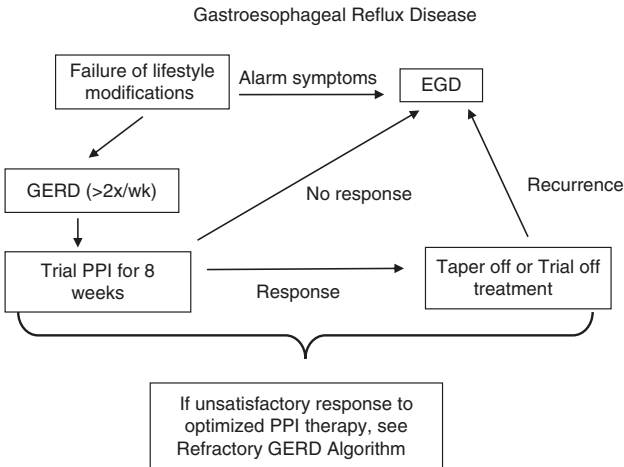 Gastroesophageal Reflux Disease
Failure of lifestyle
modifications
Alarm symptoms
EGD
GERD (>2x/wk)
No response
Recurrence
Trial PPI for 8
weeks
Response
Taper off or Trial off
treatment
If unsatisfactory response to
optimized PPI therapy, see
Refractory GERD Algorithm